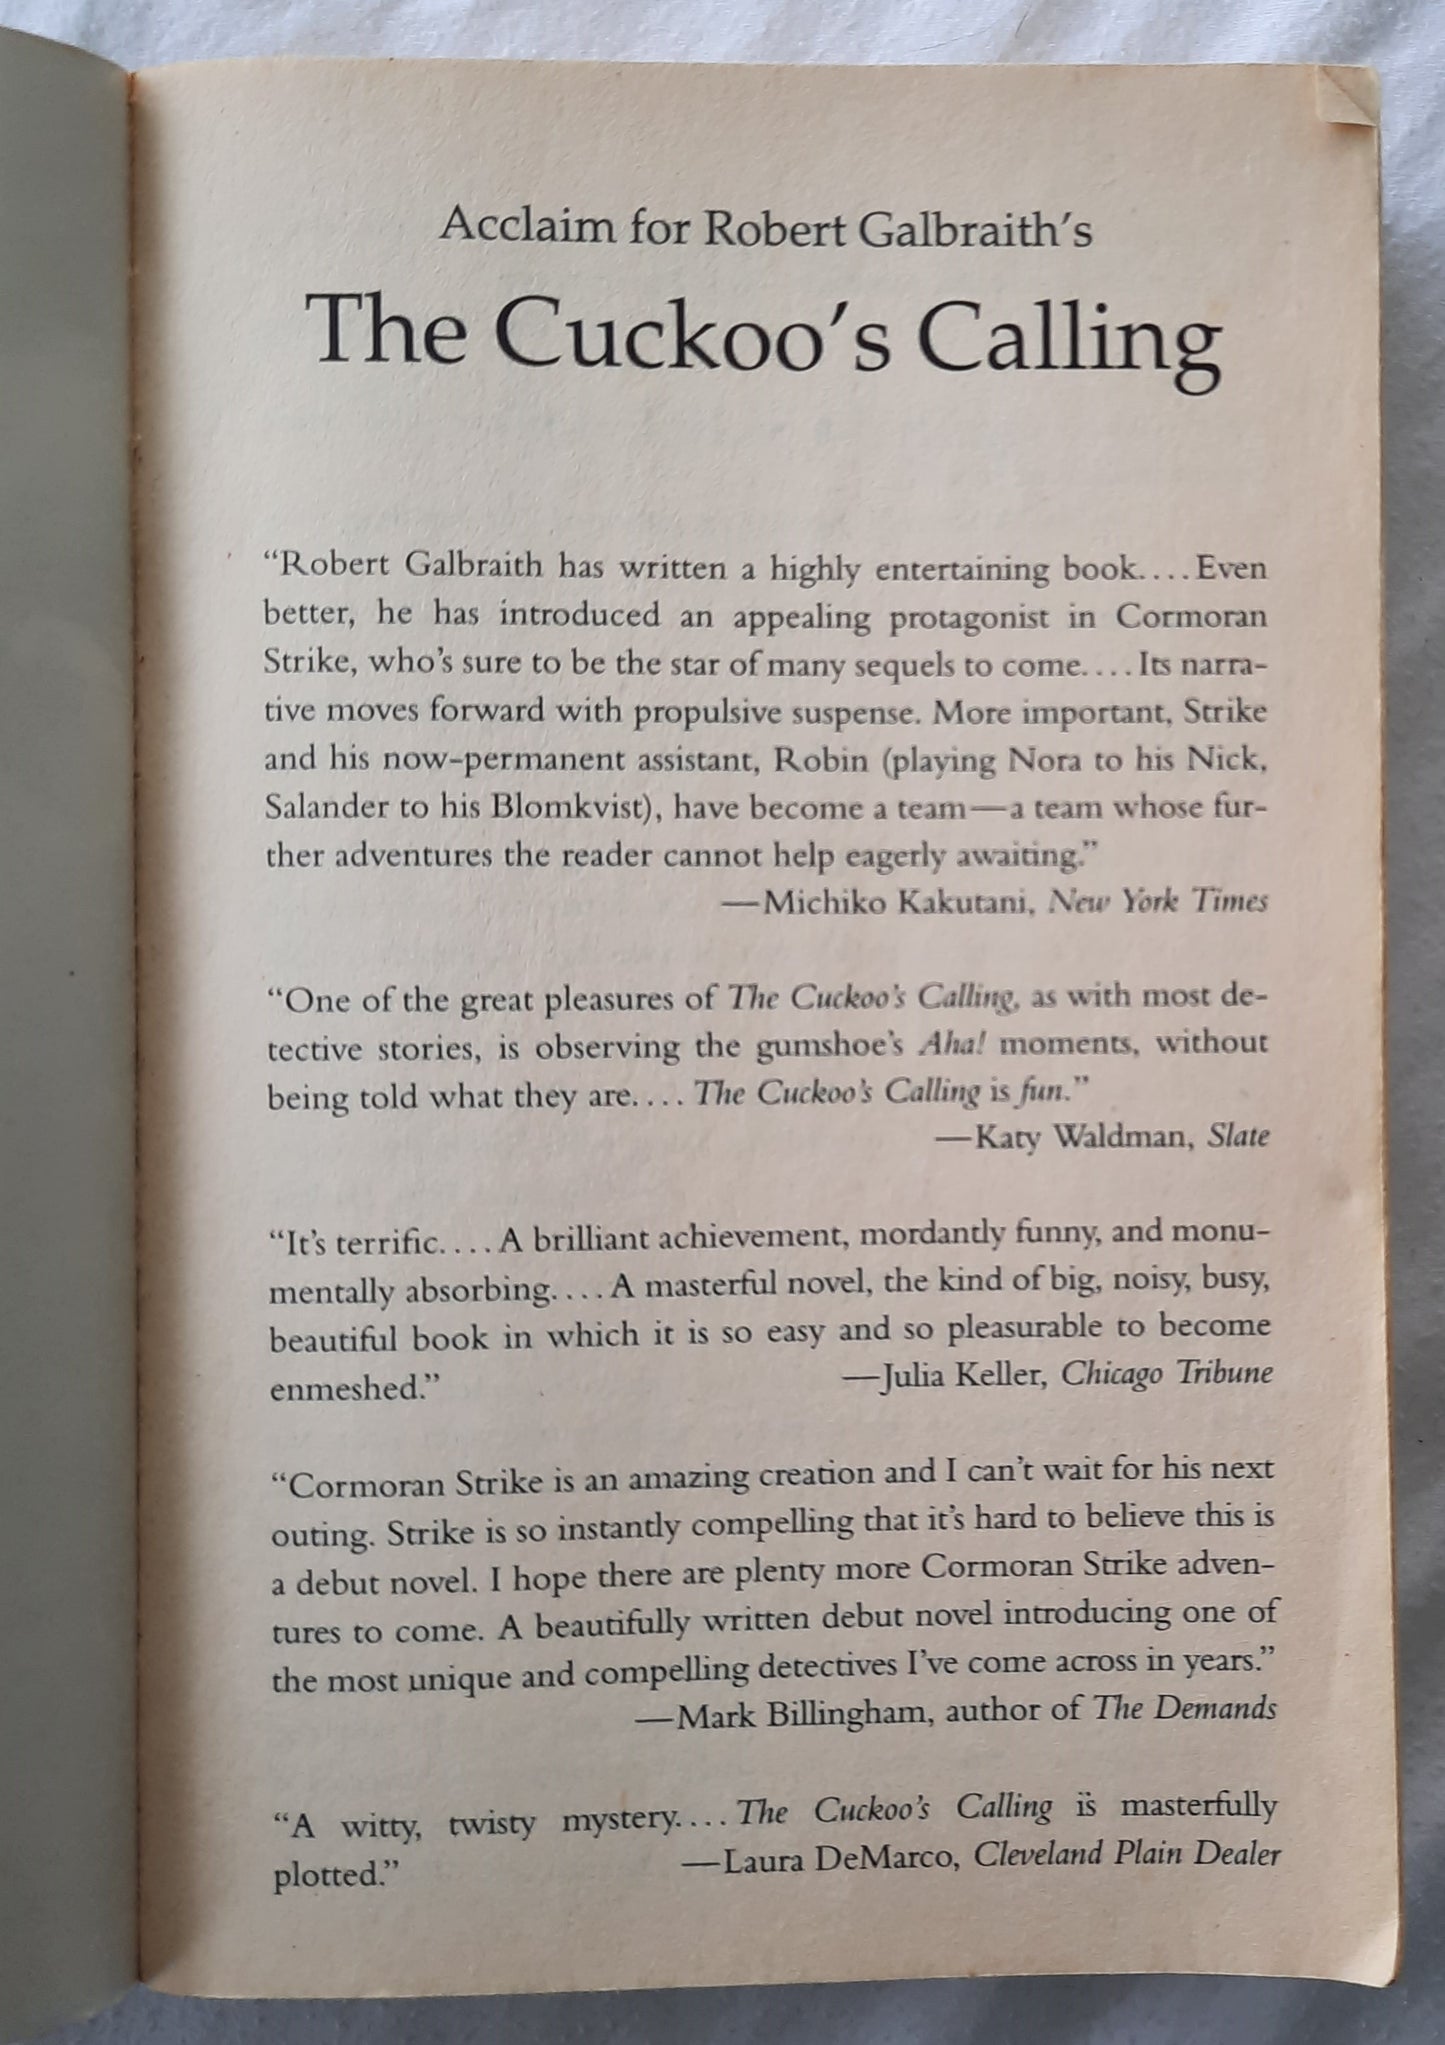 Acclaim for Robert Galbraith's
The Cuckoo's Calling
“Robert Galbraith has written a highly entertaining book....Even
better, he has introduced an appealing protagonist in Cormoran
Strike, who's sure to be the star of many sequels to come....Its narra-
tive moves forward with propulsive suspense. More important, Strike
and his now-permanent assistant, Robin (playing Nora to his Nick,
Salander to his Blomkvist), have become a team—a team whose fur-
ther adventures the reader cannot help eagerly awaiting.”
—Michiko Kakutani, New York Times
“One of the great pleasures of The Cuckoo's Calling, as with most de-
tective stories, is observing the gumshoe's Aha! moments, without
being told what they are.... The Cuckoo's Calling is fun.”
—Katy Waldman, Slate
“It's terrific....A brilliant achievement, mordantly funny, and monu-
mentally absorbing....A masterful novel, the kind of big, noisy, busy,
beautiful book in which it is so easy and so pleasurable to become
enmeshed.” —Julia Keller, Chicago Tribune
“Cormoran Strike is an amazing creation and I can't wait for his next
outing. Strike is so instantly compelling that it's hard to believe this is
a debut novel. I hope there are plenty more Cormoran Strike adven-
tures to come. A beautifully written debut novel introducing one of
the most unique and compelling detectives I've come across in years.”
—Mark Billingham, author of The Demands
“A witty, twisty mystery.... The Cuckoo's Calling is masterfully
plotted.” —Laura DeMarco, Cleveland Plain Dealer